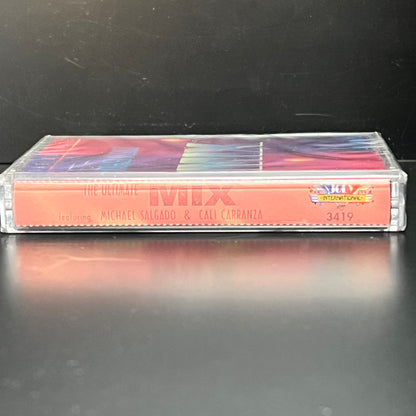 THE ULTIMATE MIX
featuring MICHAEL SALGADO & CALI CARRANZA
INTERNATIONAL
3419